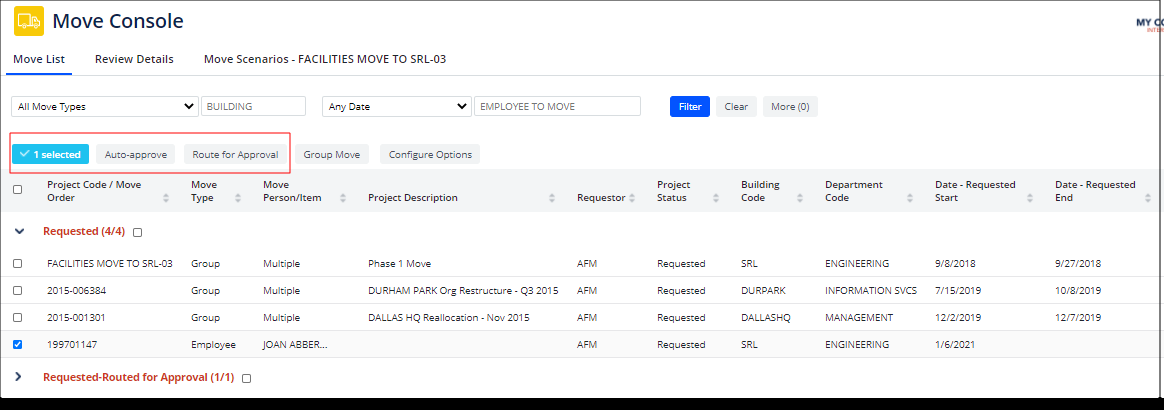 Move Console
MY CO
INTER
Move List Review Details Move Scenarios - FACILITIES MOVE TO SRL-03
All Move Types BUILDING Any Date EMPLOYEE TO MOVE Filter Clear More (0)
1 selected Auto-approve Route for Approval Group Move Configure Options
Project Code / Move Order Move Type Move Person/Item Project Description Requestor Project Status Building Code Department Code Date - Requested Start Date - Requested End
Requested (4/4)
FACILITIES MOVE TO SRL-03 Group Multiple Phase 1 Move AFM Requested SRL ENGINEERING 9/8/2018 9/27/2018
2015-006384 Group Multiple DURHAM PARK Org Restructure - Q3 2015 AFM Requested DURPARK INFORMATION SVCS 7/15/2019 10/8/2019
2015-001301 Group Multiple DALLAS HQ Reallocation - Nov 2015 AFM Requested DALLASHQ MANAGEMENT 12/2/2019 12/7/2019
199701147 Employee JOAN ABBER... AFM Requested SRL ENGINEERING 1/6/2021
Requested-Routed for Approval (1/1)